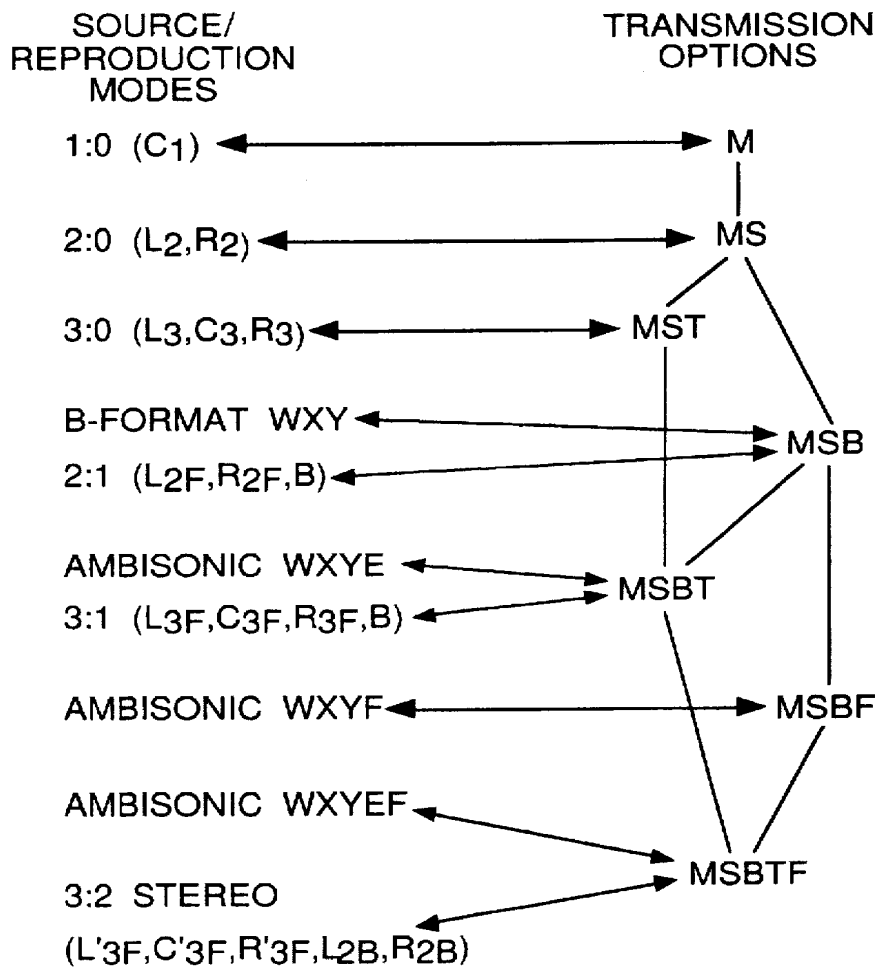 SOURCE/
REPRODUCTION
MODES
TRANSMISSION
OPTIONS
1:0 (C1)
M
2:0 (L2,R2)
MS
3:0 (L3,C3,R3)
MST
B-FORMAT WXY
MSB
2:1 (L2F,R2F,B)
AMBISONIC WXYE
MSBT
3:1 (L3F,C3F,R3F,B)
AMBISONIC WXYF
MSBF
AMBISONIC WXYEF
MSBTF
3:2 STEREO
(L'3F,C'3F,R'3F,L2B,R2B)